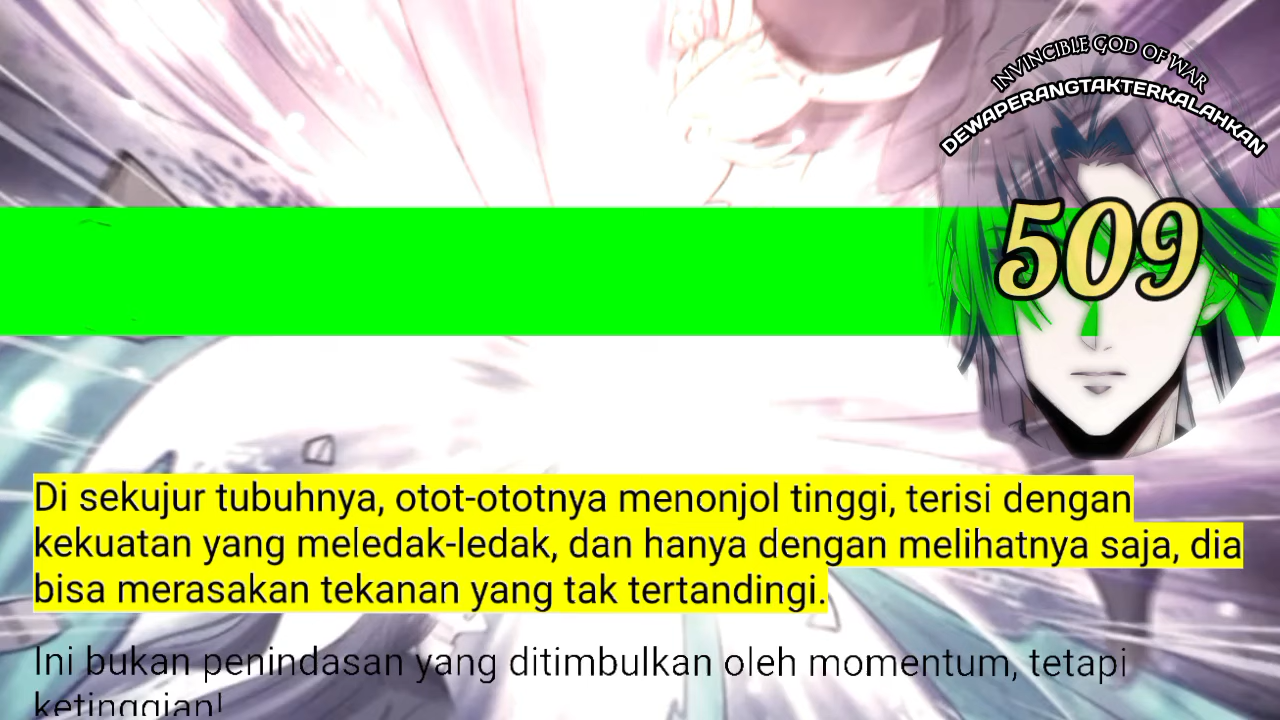 INVINCIBLE GOD OF WAR
DEWAPERANGTAKTERKALAHKAN
509
Di sekujur tubuhnya, otot-ototnya menonjol tinggi, terisi dengan
kekuatan yang meledak-ledak, dan hanya dengan melihatnya saja, dia
bisa merasakan tekanan yang tak tertandingi.
Ini bukan penindasan yang ditimbulkan oleh momentum, tetapi
ketinggian!